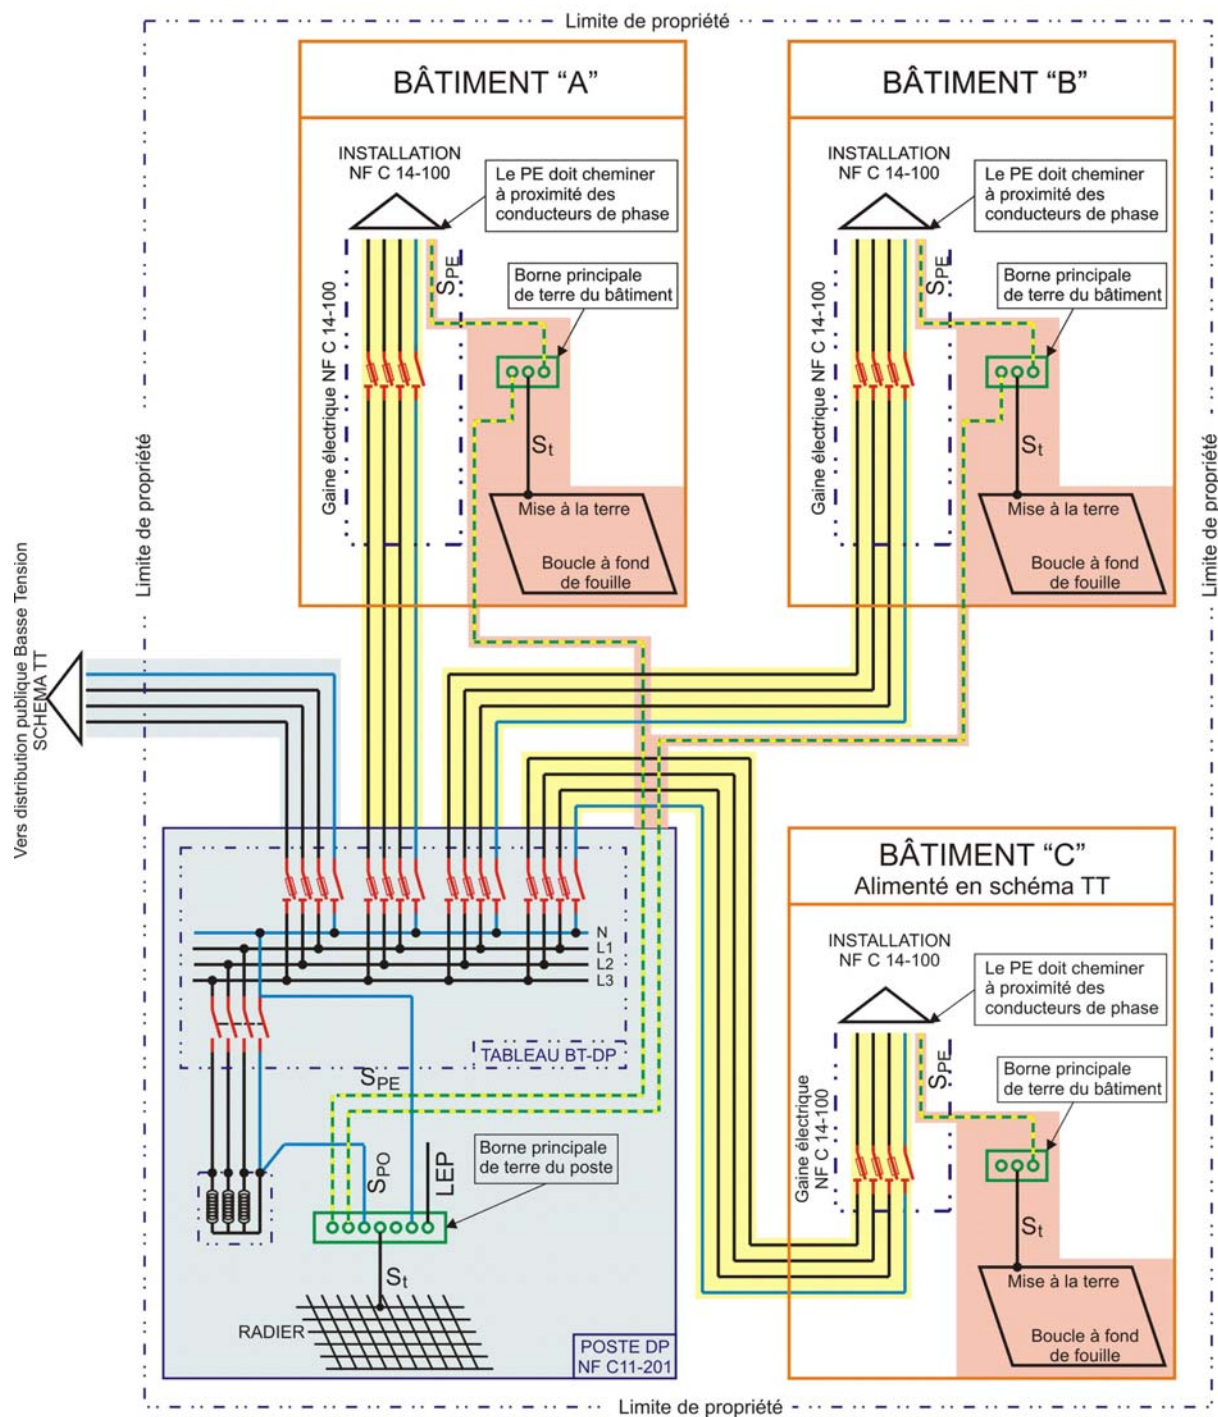 Limite de propriété
BÂTIMENT “A”
INSTALLATION
NF C 14-100
Le PE doit cheminer
à proximité des
conducteurs de phase
Gaine électrique NF C 14-100
SPE
Borne principale
de terre du bâtiment
St
Mise à la terre
Boucle à fond
de fouille
BÂTIMENT “B”
INSTALLATION
NF C 14-100
Le PE doit cheminer
à proximité des
conducteurs de phase
Gaine électrique NF C 14-100
SPE
Borne principale
de terre du bâtiment
St
Mise à la terre
Boucle à fond
de fouille
Limite de propriété
Limite de propriété
Vers distribution publique Basse Tension
SCHEMA TT
N
L1
L2
L3
TABLEAU BT-DP
SPE
SPO
LEP
Borne principale
de terre du poste
St
RADIER
POSTE DP
NF C11-201
BÂTIMENT “C”
Alimenté en schéma TT
INSTALLATION
NF C 14-100
Le PE doit cheminer
à proximité des
conducteurs de phase
Gaine électrique
NF C 14-100
SPE
Borne principale
de terre du bâtiment
St
Mise à la terre
Boucle à fond
de fouille
Limite de propriété